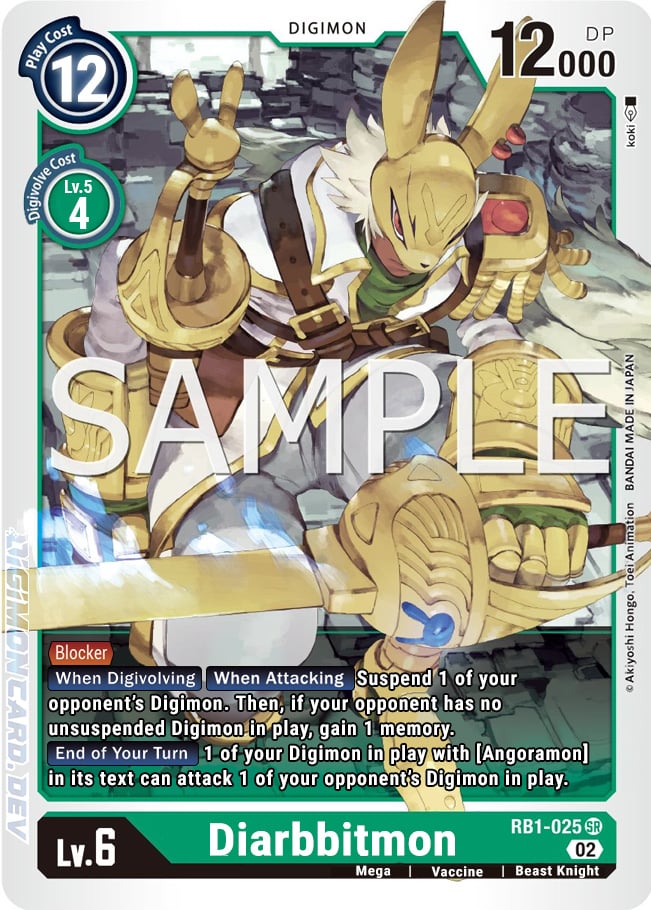 Play Cost
12
DIGIMON
12000
DP
koki
Digivolve Cost
Lv.5
4
SAMPLE
© Akiyoshi Hongo, Toei Animation BANDAI MADE IN JAPAN
DIGIMONCARD.DEV
Blocker
When Digivolving When Attacking Suspend 1 of your
opponent's Digimon. Then, if your opponent has no
unsuspended Digimon in play, gain 1 memory.
End of Your Turn 1 of your Digimon in play with [Angoramon]
in its text can attack 1 of your opponent's Digimon in play.
Lv.6
Diarbbitmon
RB1-025 SR
02
Mega | Vaccine | Beast Knight